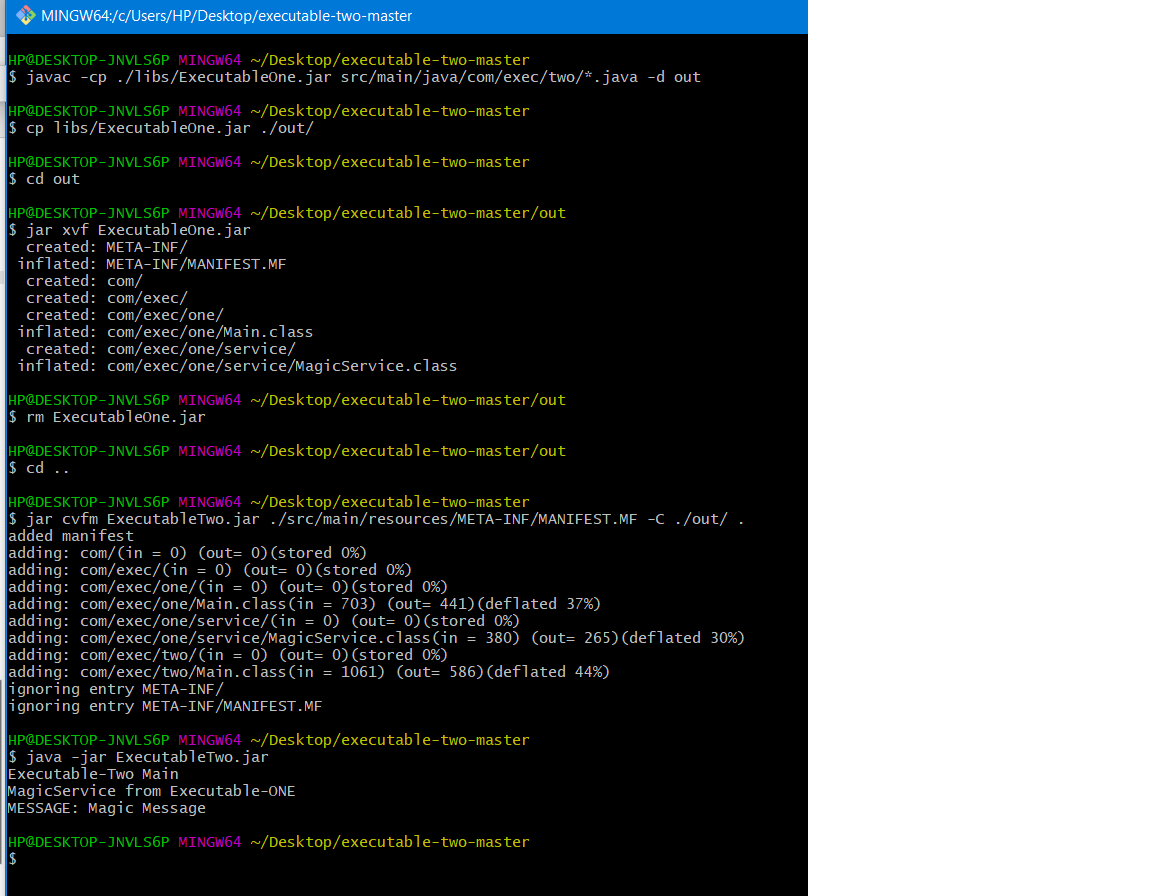 MINGW64:/c/Users/HP/Desktop/executable-two-master
HP@DESKTOP-JNVLS6P MINGW64 ~/Desktop/executable-two-master
$ javac -cp ./libs/ExecutableOne.jar src/main/java/com/exec/two/*.java -d out
HP@DESKTOP-JNVLS6P MINGW64 ~/Desktop/executable-two-master
$ cp libs/ExecutableOne.jar ./out/
HP@DESKTOP-JNVLS6P MINGW64 ~/Desktop/executable-two-master
$ cd out
HP@DESKTOP-JNVLS6P MINGW64 ~/Desktop/executable-two-master/out
$ jar xvf ExecutableOne.jar
created: META-INF/
inflated: META-INF/MANIFEST.MF
created: com/
created: com/exec/
created: com/exec/one/
inflated: com/exec/one/Main.class
created: com/exec/one/service/
inflated: com/exec/one/service/MagicService.class
HP@DESKTOP-JNVLS6P MINGW64 ~/Desktop/executable-two-master/out
$ rm ExecutableOne.jar
HP@DESKTOP-JNVLS6P MINGW64 ~/Desktop/executable-two-master/out
$ cd ..
HP@DESKTOP-JNVLS6P MINGW64 ~/Desktop/executable-two-master
$ jar cvfm ExecutableTwo.jar ./src/main/resources/META-INF/MANIFEST.MF -C ./out/ .
added manifest
adding: com/(in = 0) (out= 0)(stored 0%)
adding: com/exec/(in = 0) (out= 0)(stored 0%)
adding: com/exec/one/(in = 0) (out= 0)(stored 0%)
adding: com/exec/one/Main.class(in = 703) (out= 441)(deflated 37%)
adding: com/exec/one/service/(in = 0) (out= 0)(stored 0%)
adding: com/exec/one/service/MagicService.class(in = 380) (out= 265)(deflated 30%)
adding: com/exec/two/(in = 0) (out= 0)(stored 0%)
adding: com/exec/two/Main.class(in = 1061) (out= 586)(deflated 44%)
ignoring entry META-INF/
ignoring entry META-INF/MANIFEST.MF
HP@DESKTOP-JNVLS6P MINGW64 ~/Desktop/executable-two-master
$ java -jar ExecutableTwo.jar
Executable-Two Main
MagicService from Executable-ONE
MESSAGE: Magic Message
HP@DESKTOP-JNVLS6P MINGW64 ~/Desktop/executable-two-master
$